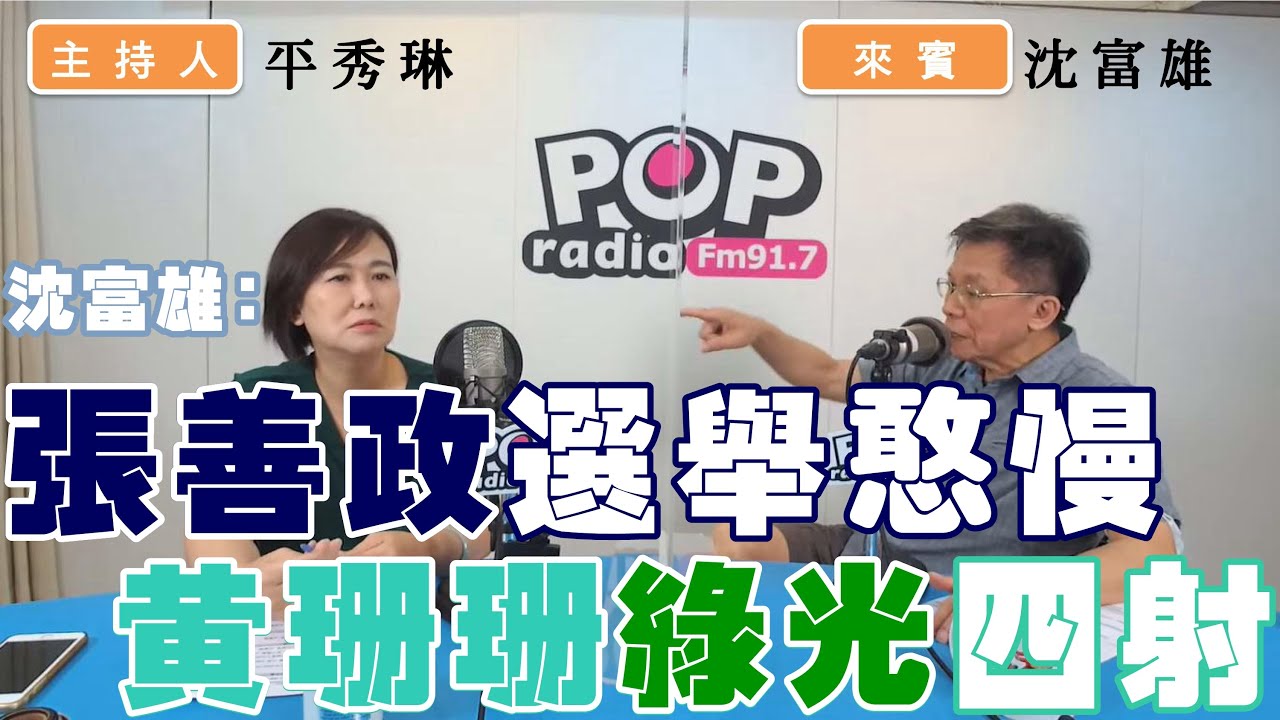 主持人 平秀琳
來賓 沈富雄
POP
radio Fm91.7
沈富雄:
張善政選舉憨慢
黃珊珊綠光四射